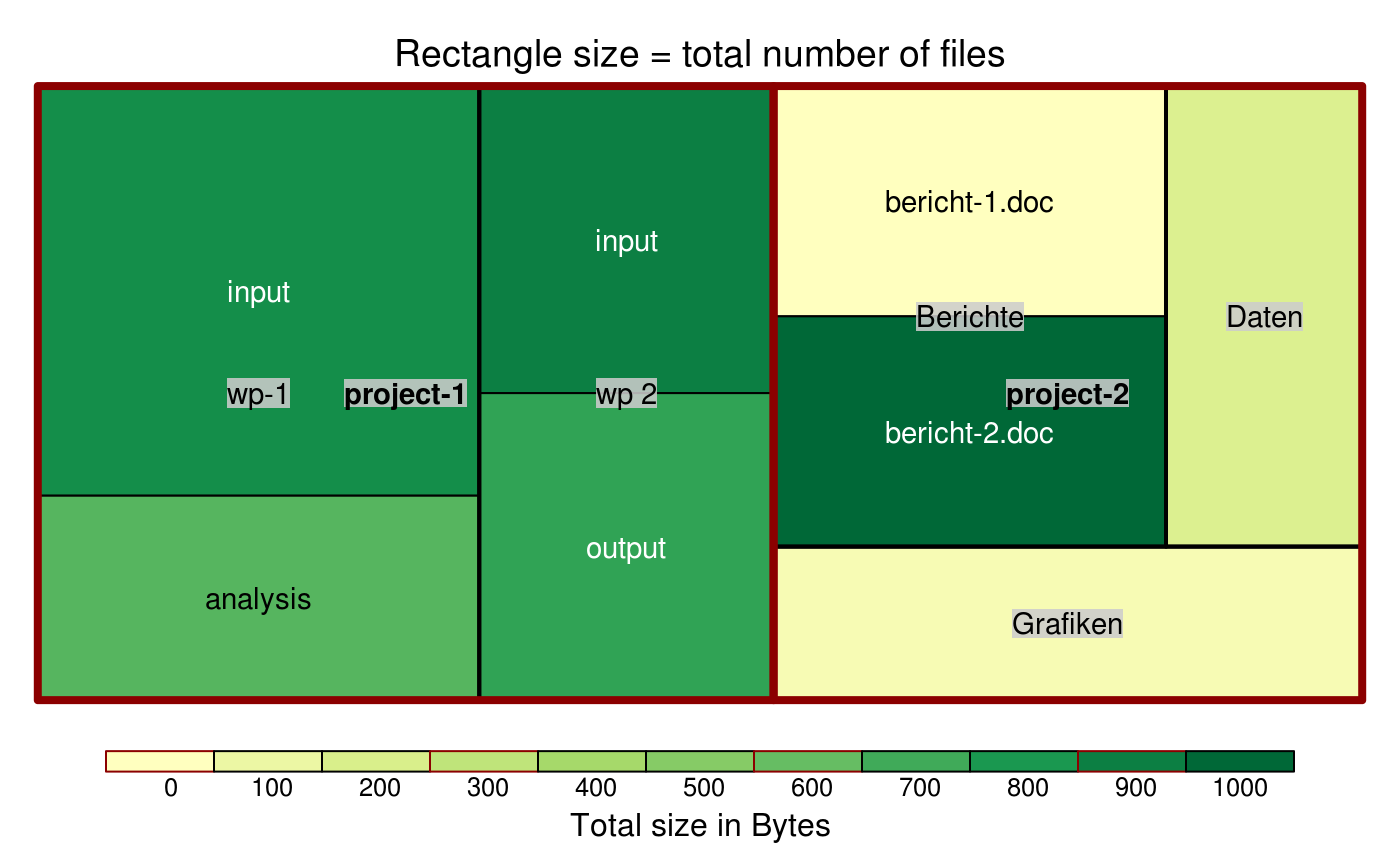 Rectangle size = total number of files
input
wp-1
project-1
analysis
input
wp 2
output
bericht-1.doc
Berichte
project-2
bericht-2.doc
Daten
Grafiken
0 100 200 300 400 500 600 700 800 900 1000
Total size in Bytes